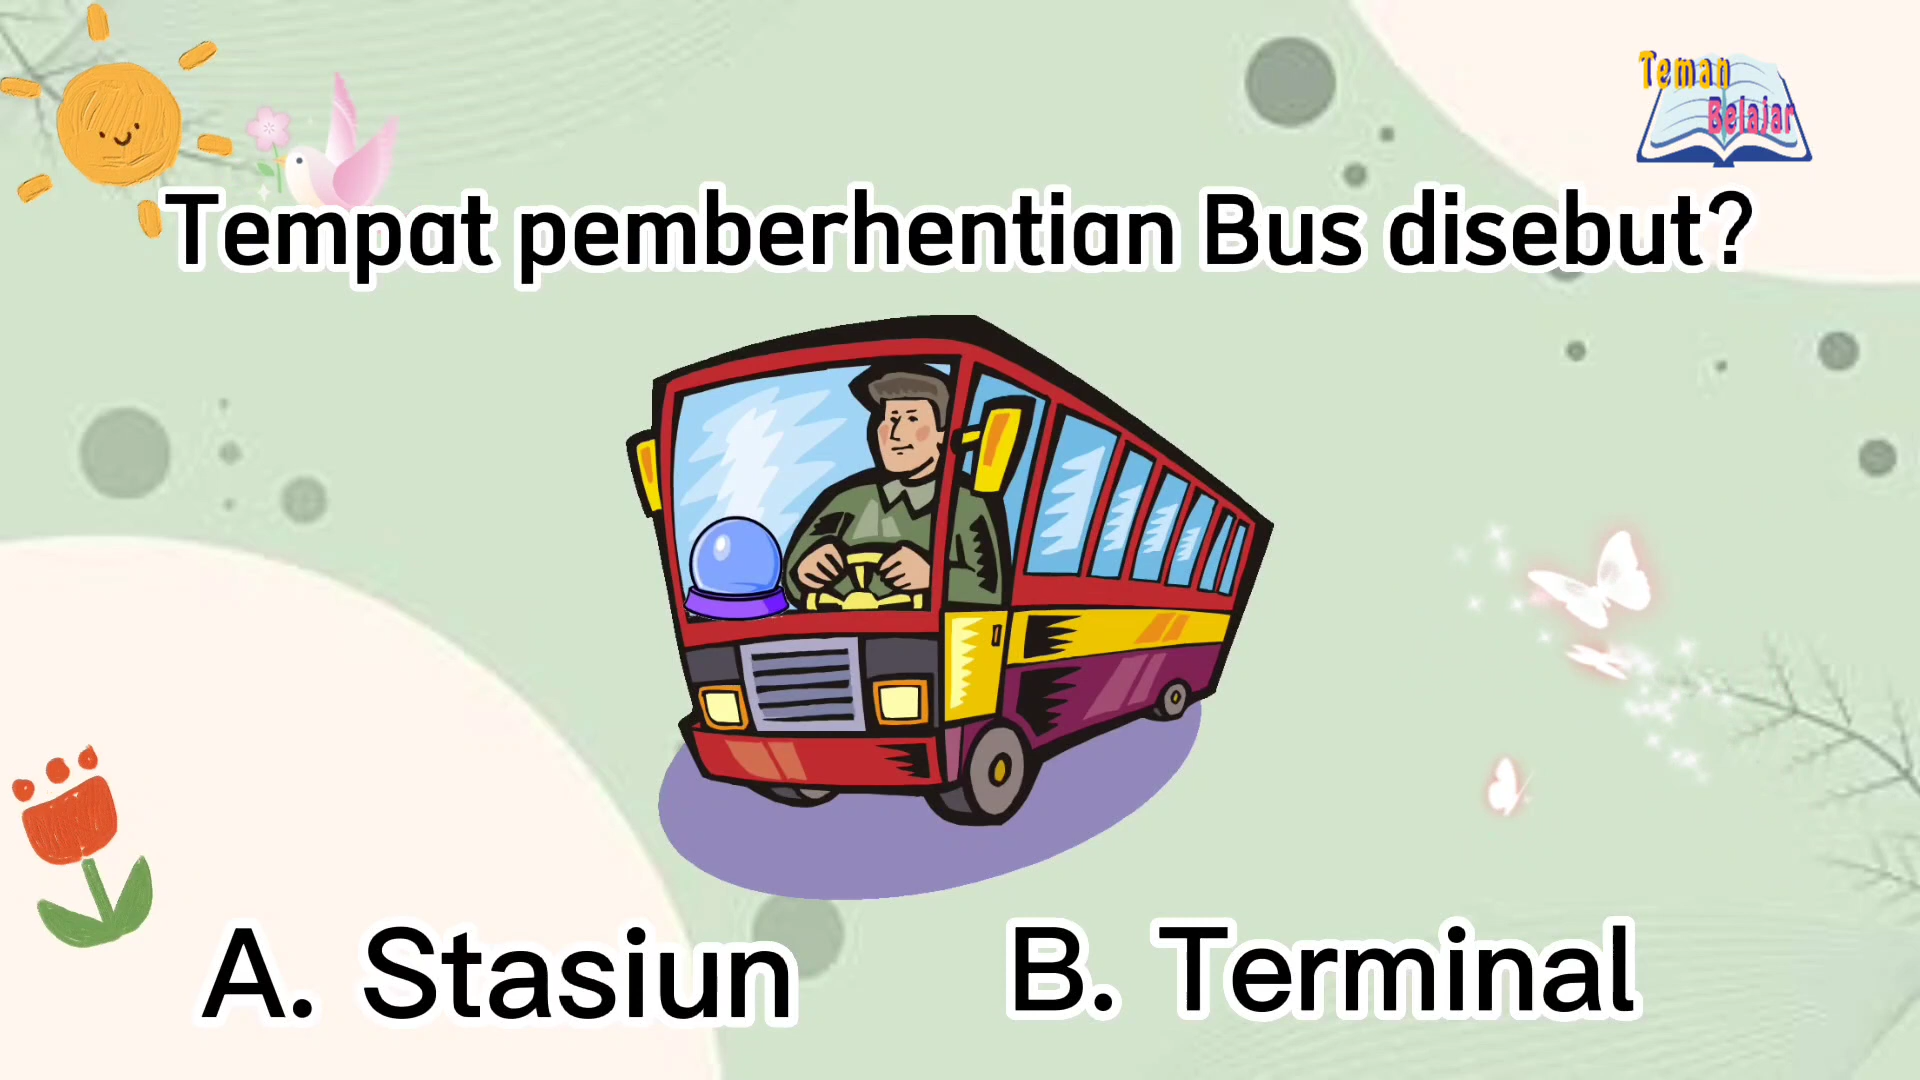 Teman
Belajar
Tempat pemberhentian Bus disebut?
A. Stasiun
B. Terminal